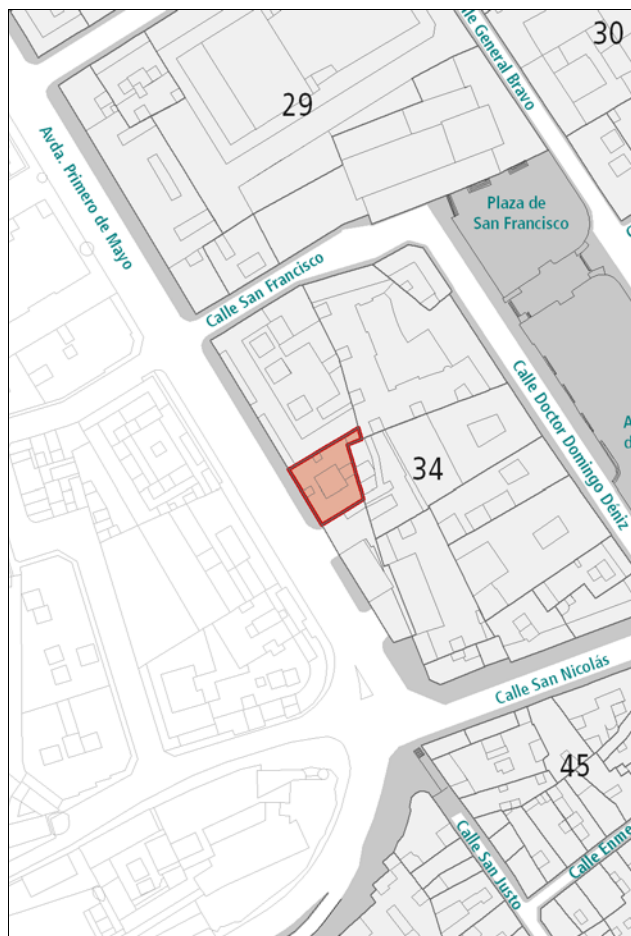 30
Calle General Bravo
29
Avda. Primero de Mayo
Plaza de
San Francisco
Calle San Francisco
Calle Doctor Domingo Déniz
34
Calle San Nicolás
45
Calle San Justo